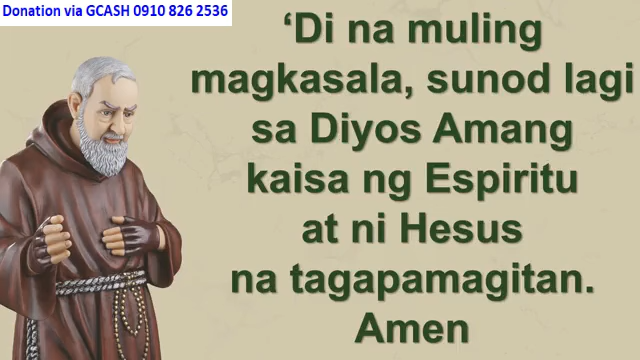 Donation via GCASH 0910 826 2536
‘Di na muling
magkasala, sunod lagi
sa Diyos Amang
kaisa ng Espiritu
at ni Hesus
na tagapamagitan.
Amen